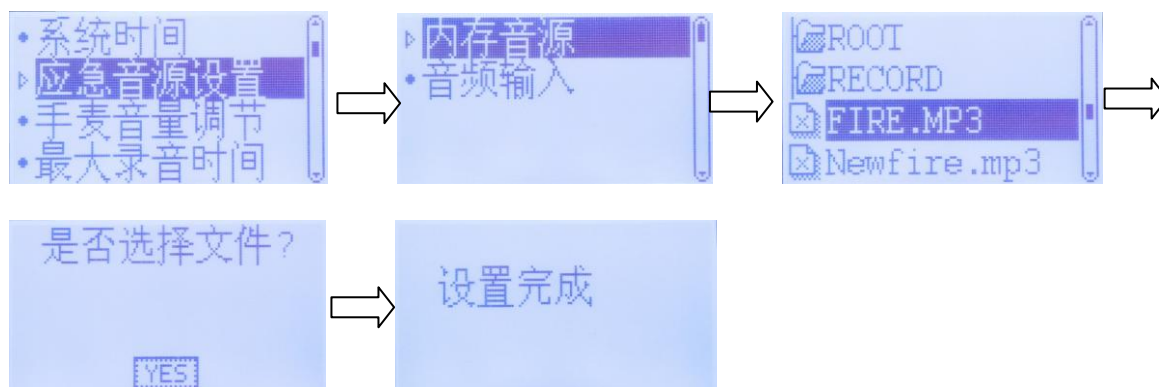 系统时间
应急音源设置
手麦音量调节
最大录音时间
内存音源
音频输入
ROOT
RECORD
FIRE.MP3
Newfire.mp3
是否选择文件?
YES
设置完成